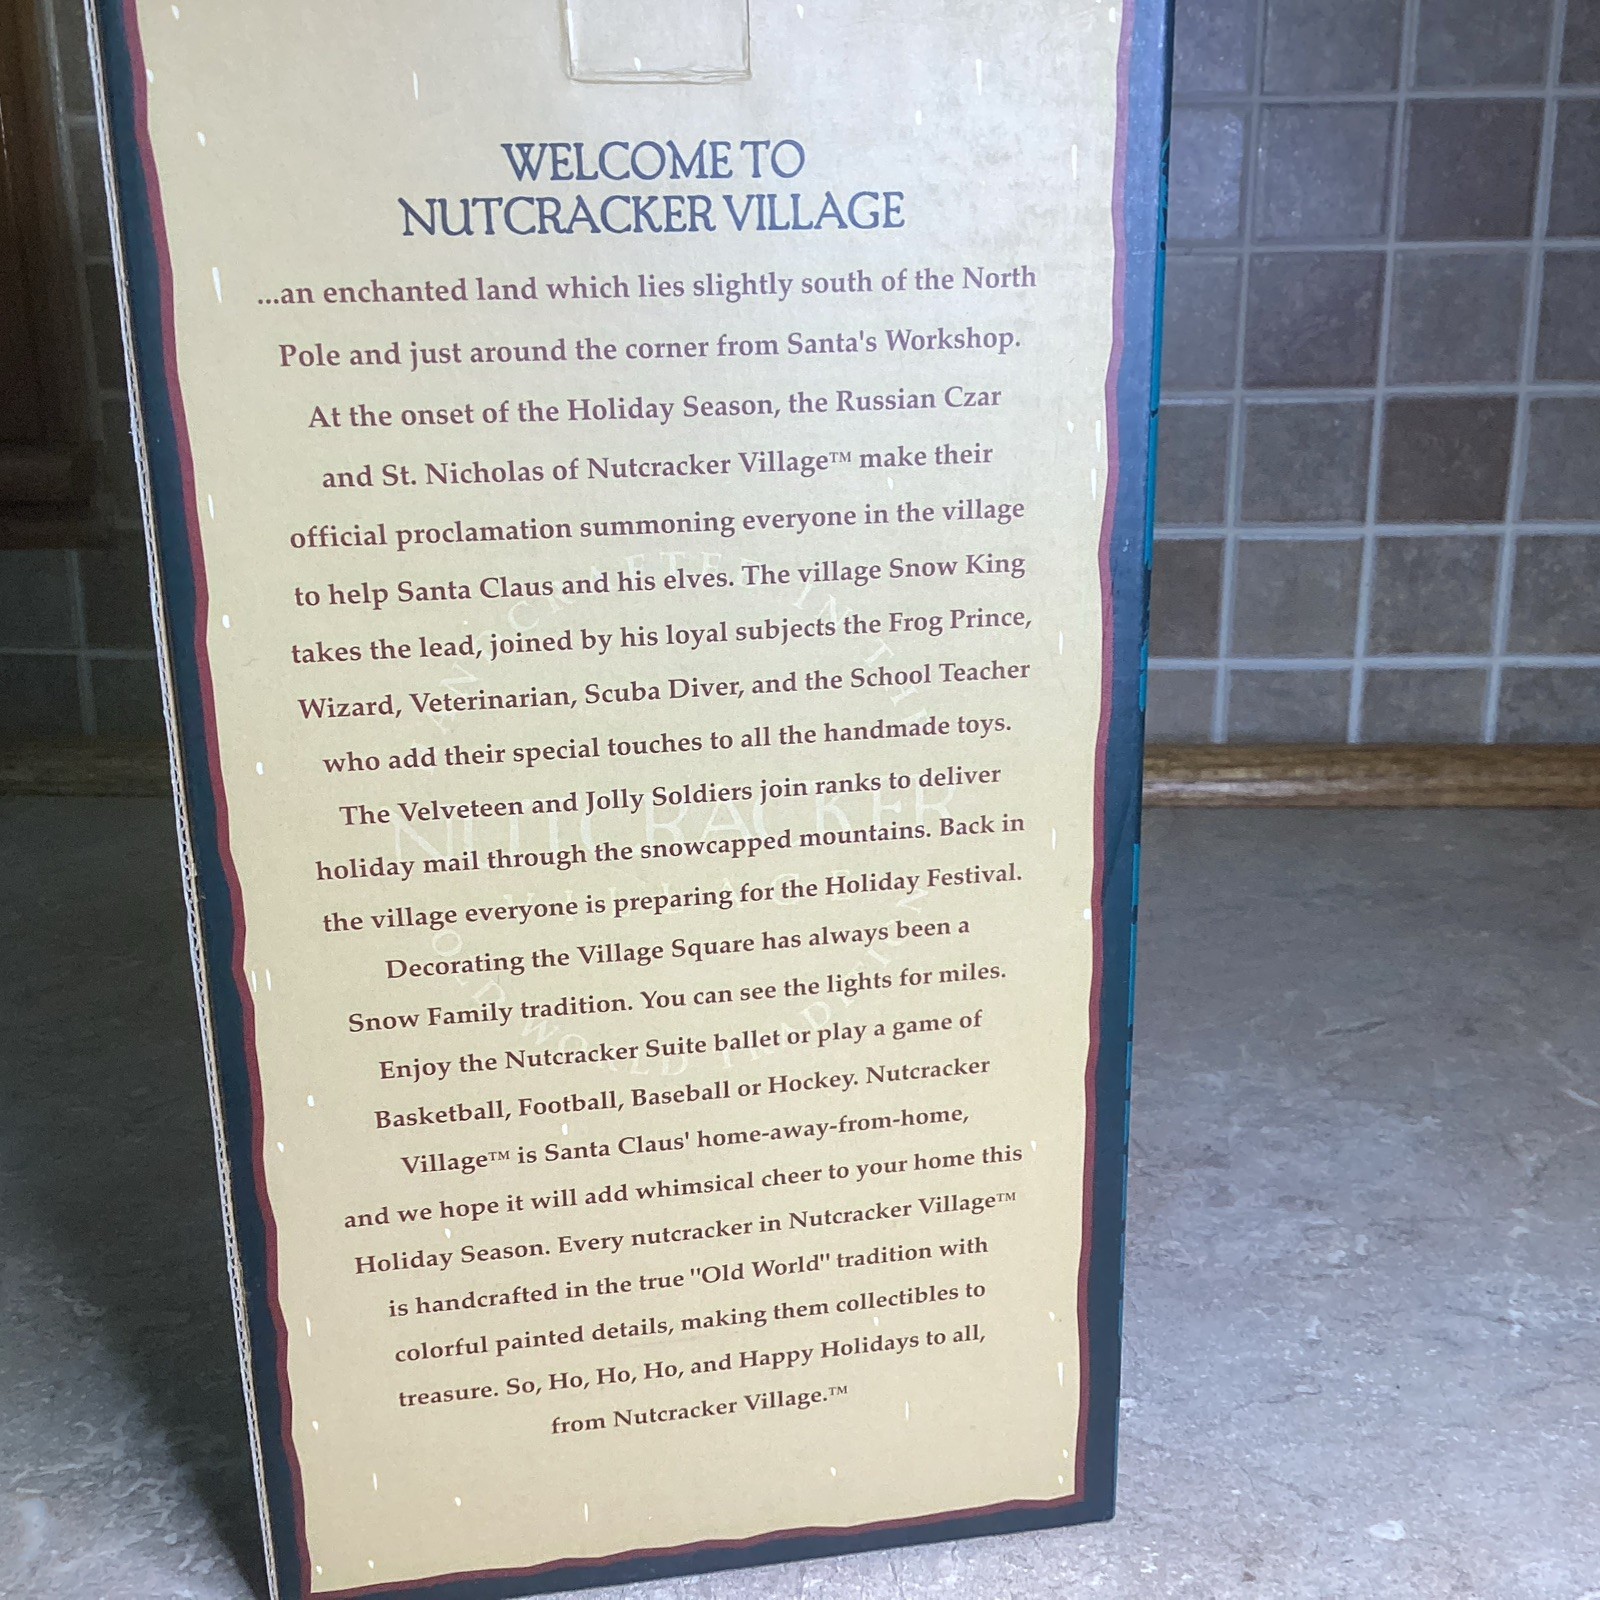 WELCOME TO
NUTCRACKER VILLAGE
...an enchanted land which lies slightly south of the North
Pole and just around the corner from Santa's Workshop.
At the onset of the Holiday Season, the Russian Czar
and St. Nicholas of Nutcracker Village™ make their
official proclamation summoning everyone in the village
to help Santa Claus and his elves. The village Snow King
takes the lead, joined by his loyal subjects the Frog Prince,
Wizard, Veterinarian, Scuba Diver, and the School Teacher
who add their special touches to all the handmade toys.
The Velveteen and Jolly Soldiers join ranks to deliver
holiday mail through the snowcapped mountains. Back in
the village everyone is preparing for the Holiday Festival.
Decorating the Village Square has always been a
Snow Family tradition. You can see the lights for miles.
Enjoy the Nutcracker Suite ballet or play a game of
Basketball, Football, Baseball or Hockey. Nutcracker
Village™ is Santa Claus' home-away-from-home,
and we hope it will add whimsical cheer to your home this
Holiday Season. Every nutcracker in Nutcracker Village™
is handcrafted in the true "Old World" tradition with
colorful painted details, making them collectibles to
treasure. So, Ho, Ho, Ho, and Happy Holidays to all,
from Nutcracker Village.™
HANDCRAFTED IN THE
NUTCRACKER
VILLAGE
OLD WORLD TRADITION